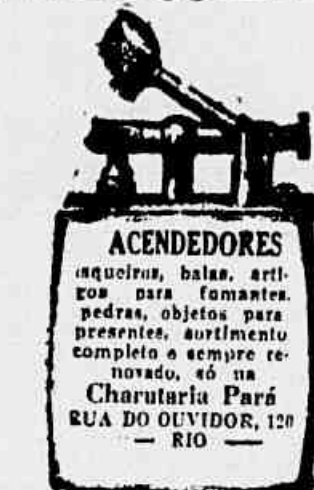 ACENDEDORES
isqueiros, balas, arti-
gos para fumantes,
pedras, objetos para
presentes, sortimento
completo e sempre re-
novado, só na
Charutaria Pará
RUA DO OUVIDOR, 120
— RIO —